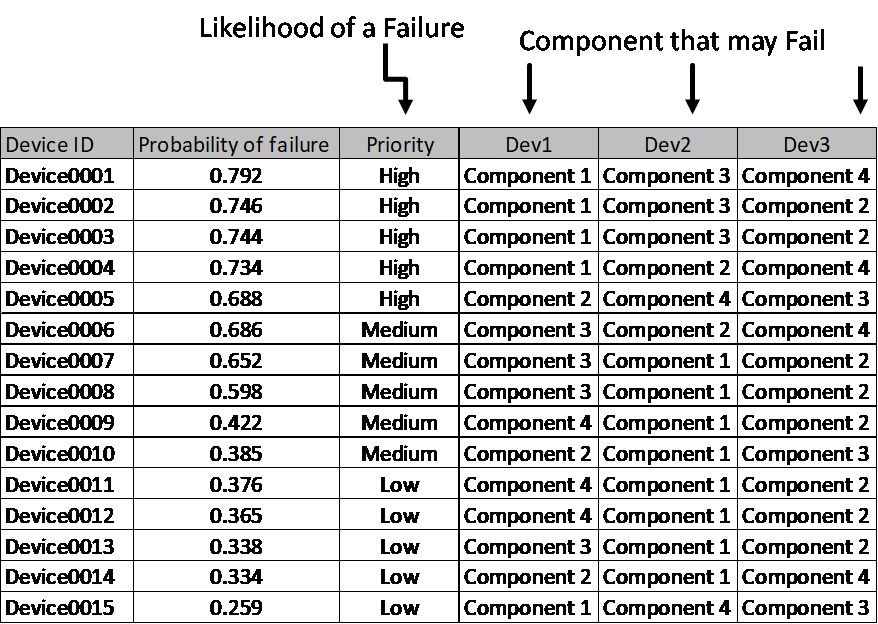 Likelihood of a Failure
Component that may Fail
Device ID Probability of failure Priority Dev1 Dev2 Dev3
Device0001 0.792 High Component 1 Component 3 Component 4
Device0002 0.746 High Component 1 Component 3 Component 2
Device0003 0.744 High Component 1 Component 3 Component 2
Device0004 0.734 High Component 1 Component 2 Component 4
Device0005 0.688 High Component 2 Component 4 Component 3
Device0006 0.686 Medium Component 3 Component 2 Component 4
Device0007 0.652 Medium Component 3 Component 1 Component 2
Device0008 0.598 Medium Component 3 Component 1 Component 2
Device0009 0.422 Medium Component 4 Component 1 Component 2
Device0010 0.385 Medium Component 2 Component 1 Component 3
Device0011 0.376 Low Component 4 Component 1 Component 2
Device0012 0.365 Low Component 4 Component 1 Component 2
Device0013 0.338 Low Component 3 Component 1 Component 2
Device0014 0.334 Low Component 2 Component 1 Component 4
Device0015 0.259 Low Component 1 Component 4 Component 3